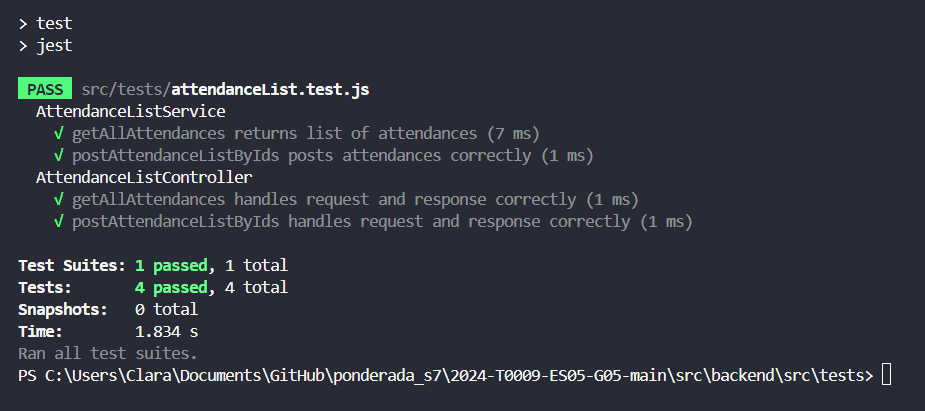 > test
> jest
PASS src/tests/attendanceList.test.js
AttendanceListService
√ getAllAttendances returns list of attendances (7 ms)
√ postAttendanceListByIds posts attendances correctly (1 ms)
AttendanceListController
√ getAllAttendances handles request and response correctly (1 ms)
√ postAttendanceListByIds handles request and response correctly (1 ms)
Test Suites: 1 passed, 1 total
Tests: 4 passed, 4 total
Snapshots: 0 total
Time: 1.834 s
Ran all test suites.
PS C:\Users\Clara\Documents\GitHub\ponderada_s7\2024-T0009-ES05-G05-main\src\backend\src\tests>